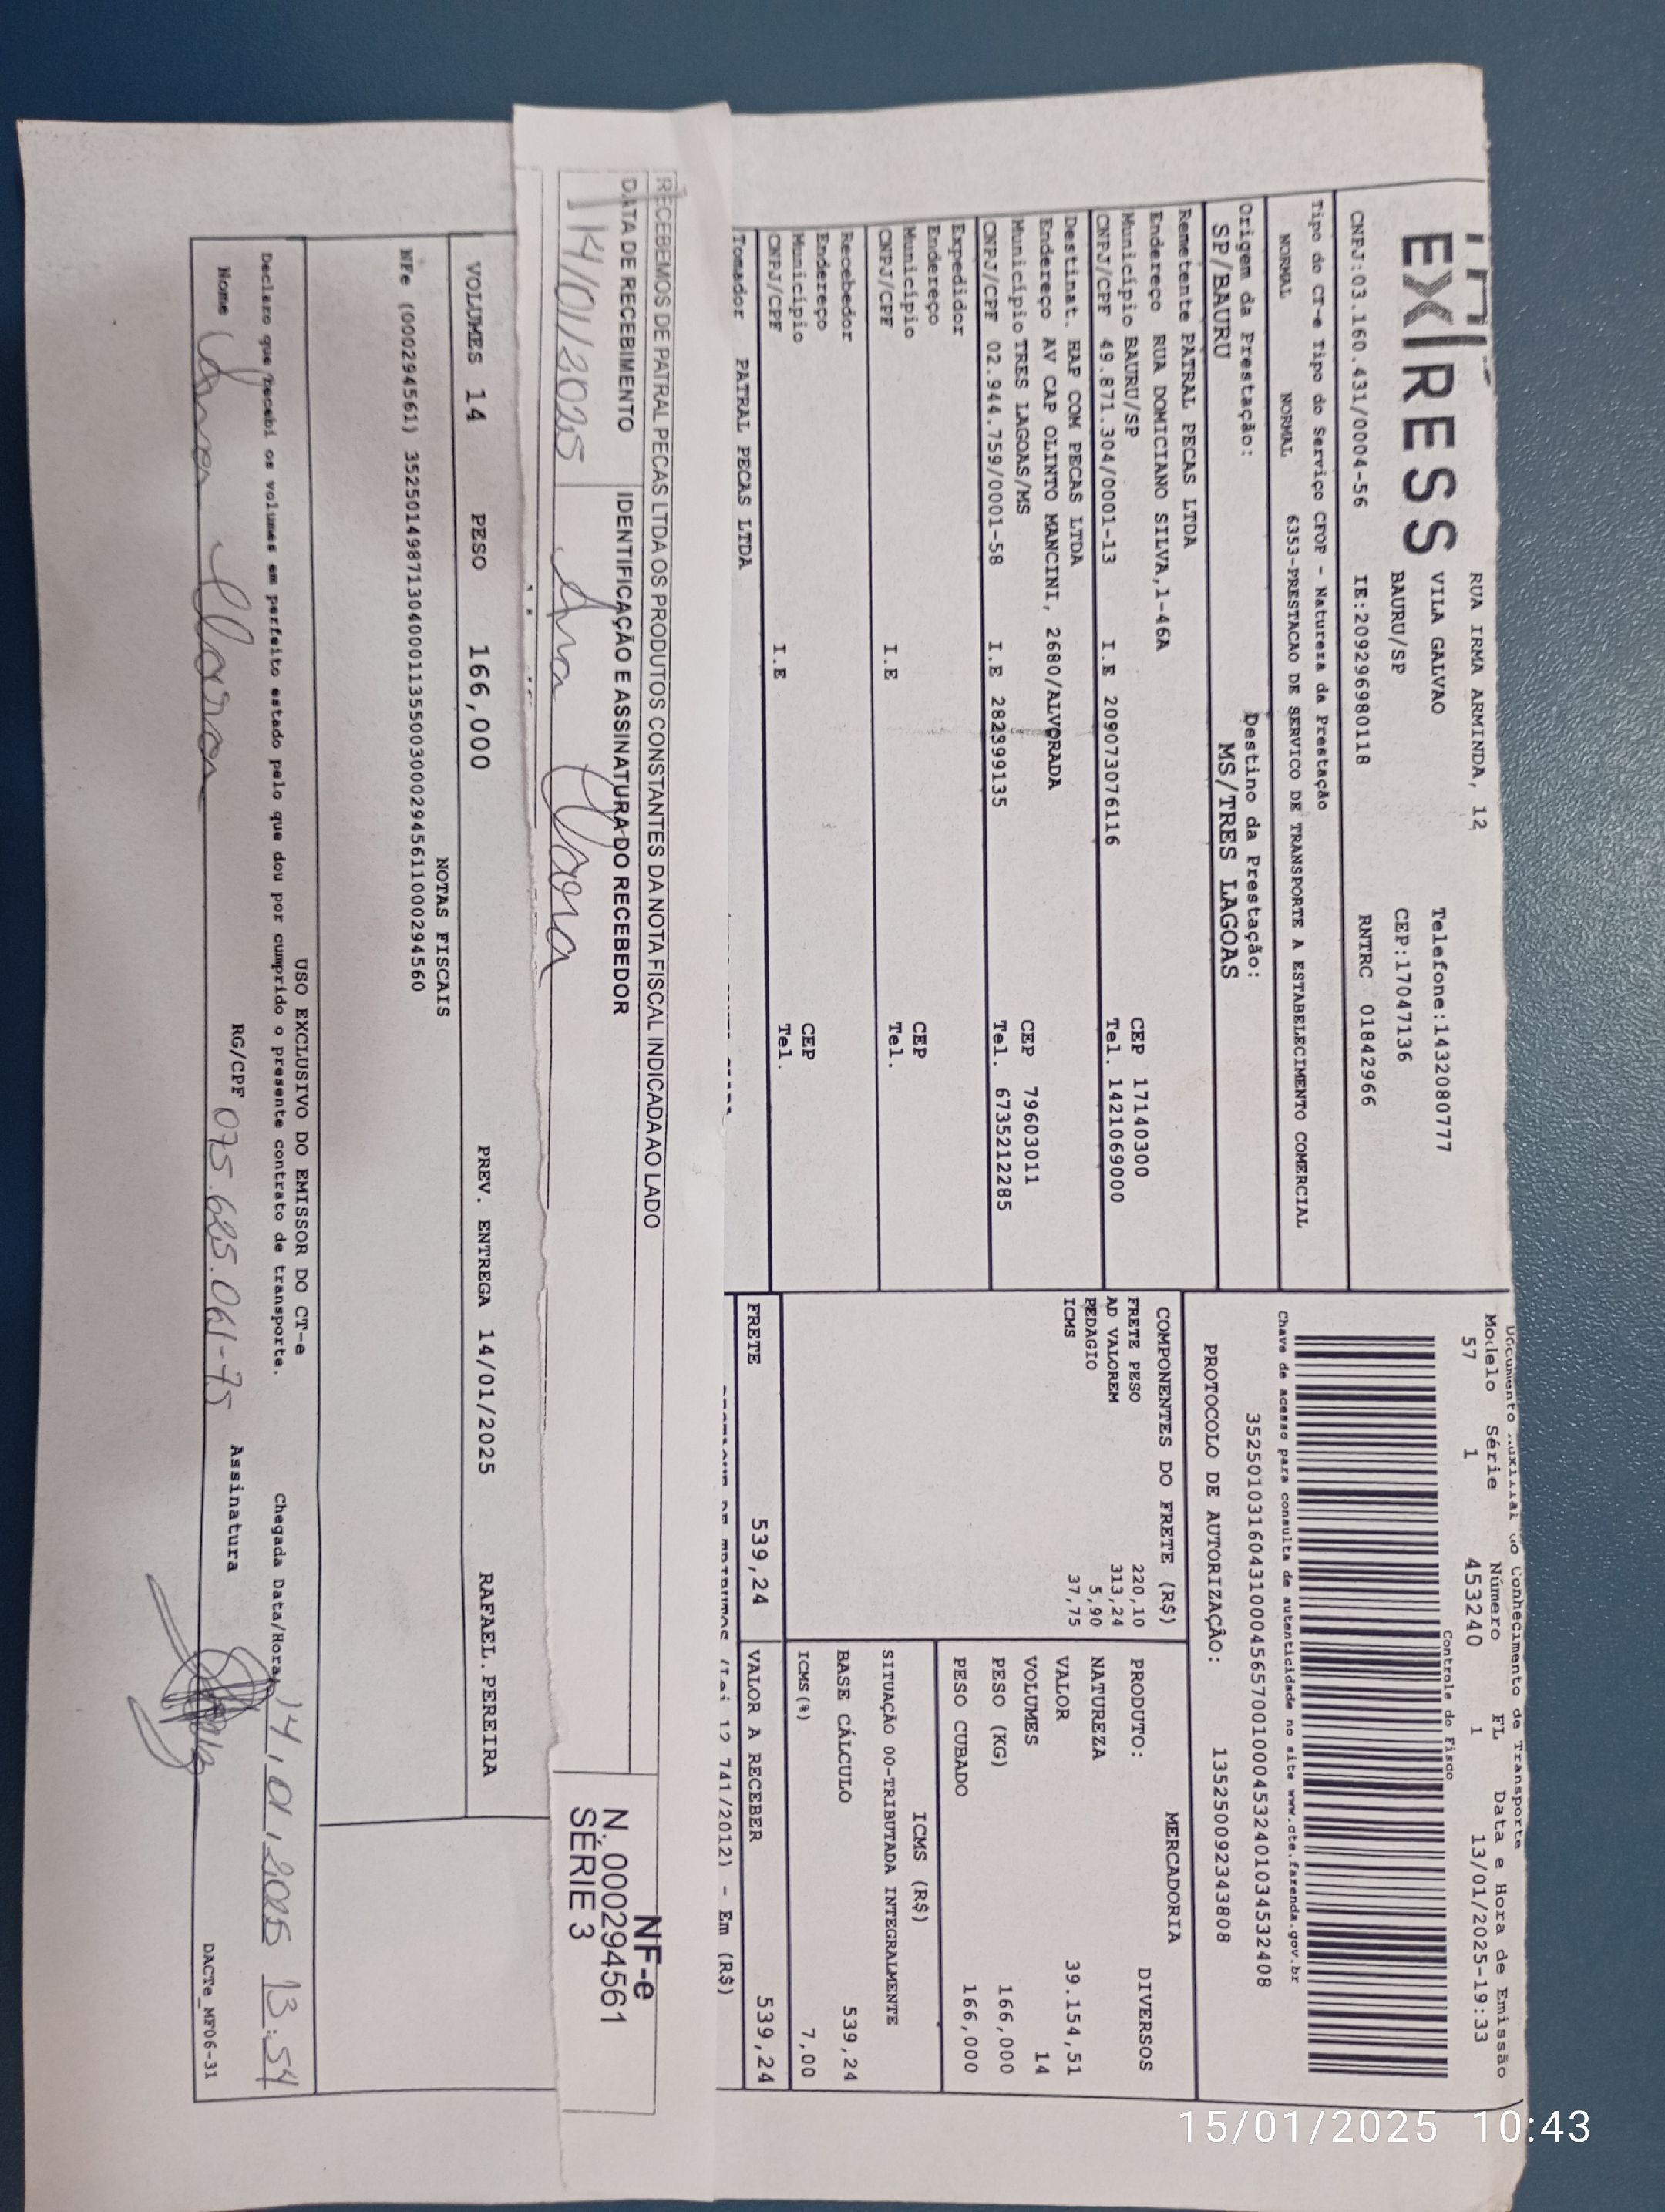 EXPRESS
RUA IRMA ARMINDA, 12
VILA GALVAO Telefone:1432080777
BAURU/SP CEP:17047136
CNPJ:03.160.431/0004-56 IE:209296980118 RNTRC 01842966
Documento Auxiliar do Conhecimento de Transporte
Modelo Série Número FL Data e Hora de Emissão
57 1 453240 1 13/01/2025-19:33
Controle do Fisco
Tipo do CT-e Tipo do Serviço CFOP - Natureza da Prestação
NORMAL NORMAL 6353-PRESTACAO DE SERVICO DE TRANSPORTE A ESTABELECIMENTO COMERCIAL
Chave de acesso para consulta de autenticidade no site www.cte.fazenda.gov.br
35250103160431000456570010004532401034532408
Origem da Prestação: Destino da Prestação:
SP/BAURU MS/TRES LAGOAS
PROTOCOLO DE AUTORIZAÇÃO: 135250092343808
Remetente PATRAL PECAS LTDA
Endereço RUA DOMICIANO SILVA,1-46A
Município BAURU/SP CEP 17140300
CNPJ/CPF 49.871.304/0001-13 I.E 209073076116 Tel. 1421069000
Destinat. HAP COM PECAS LTDA
Endereço AV CAP OLINTO MANCINI, 2680/ALVORADA
Município TRES LAGOAS/MS CEP 79603011
CNPJ/CPF 02.944.759/0001-58 I.E 282399135 Tel. 6735212285
Expedidor
Endereço
Município CEP
CNPJ/CPF I.E Tel.
Recebedor
Endereço
Município CEP
CNPJ/CPF I.E Tel.
Tomador PATRAL PECAS LTDA
COMPONENTES DO FRETE (R$)
FRETE PESO 220,10
AD VALOREM 313,24
PEDAGIO 5,90
ICMS 37,75
MERCADORIA
PRODUTO: DIVERSOS
NATUREZA
VALOR 39.154,51
VOLUMES 14
PESO (KG) 166,000
PESO CUBADO 166,000
ICMS (R$)
SITUAÇÃO 00-TRIBUTADA INTEGRALMENTE
BASE CÁLCULO 539,24
ICMS(%) 7,00
FRETE 539,24 VALOR A RECEBER 539,24
12 741/2012) - Em (R$)
RECEBEMOS DE PATRAL PECAS LTDA OS PRODUTOS CONSTANTES DA NOTA FISCAL INDICADA AO LADO
DATA DE RECEBIMENTO IDENTIFICAÇÃO E ASSINATURA DO RECEBEDOR
14/01/2025
NF-e
N. 000294561
SÉRIE 3
VOLUMES 14 PESO 166,000 PREV. ENTREGA 14/01/2025 RAFAEL.PEREIRA
NOTAS FISCAIS
NFe (000294561) 35250149871304000113550030002945611000294560
USO EXCLUSIVO DO EMISSOR DO CT-e
Declaro que recebi os volumes em perfeito estado pelo que dou por cumprido o presente contrato de transporte. Chegada Data/Hora 14,01,2025 13:54
Nome RG/CPF 075.685.041-75 Assinatura
DACTe_MF06-31
15/01/2025 10:43